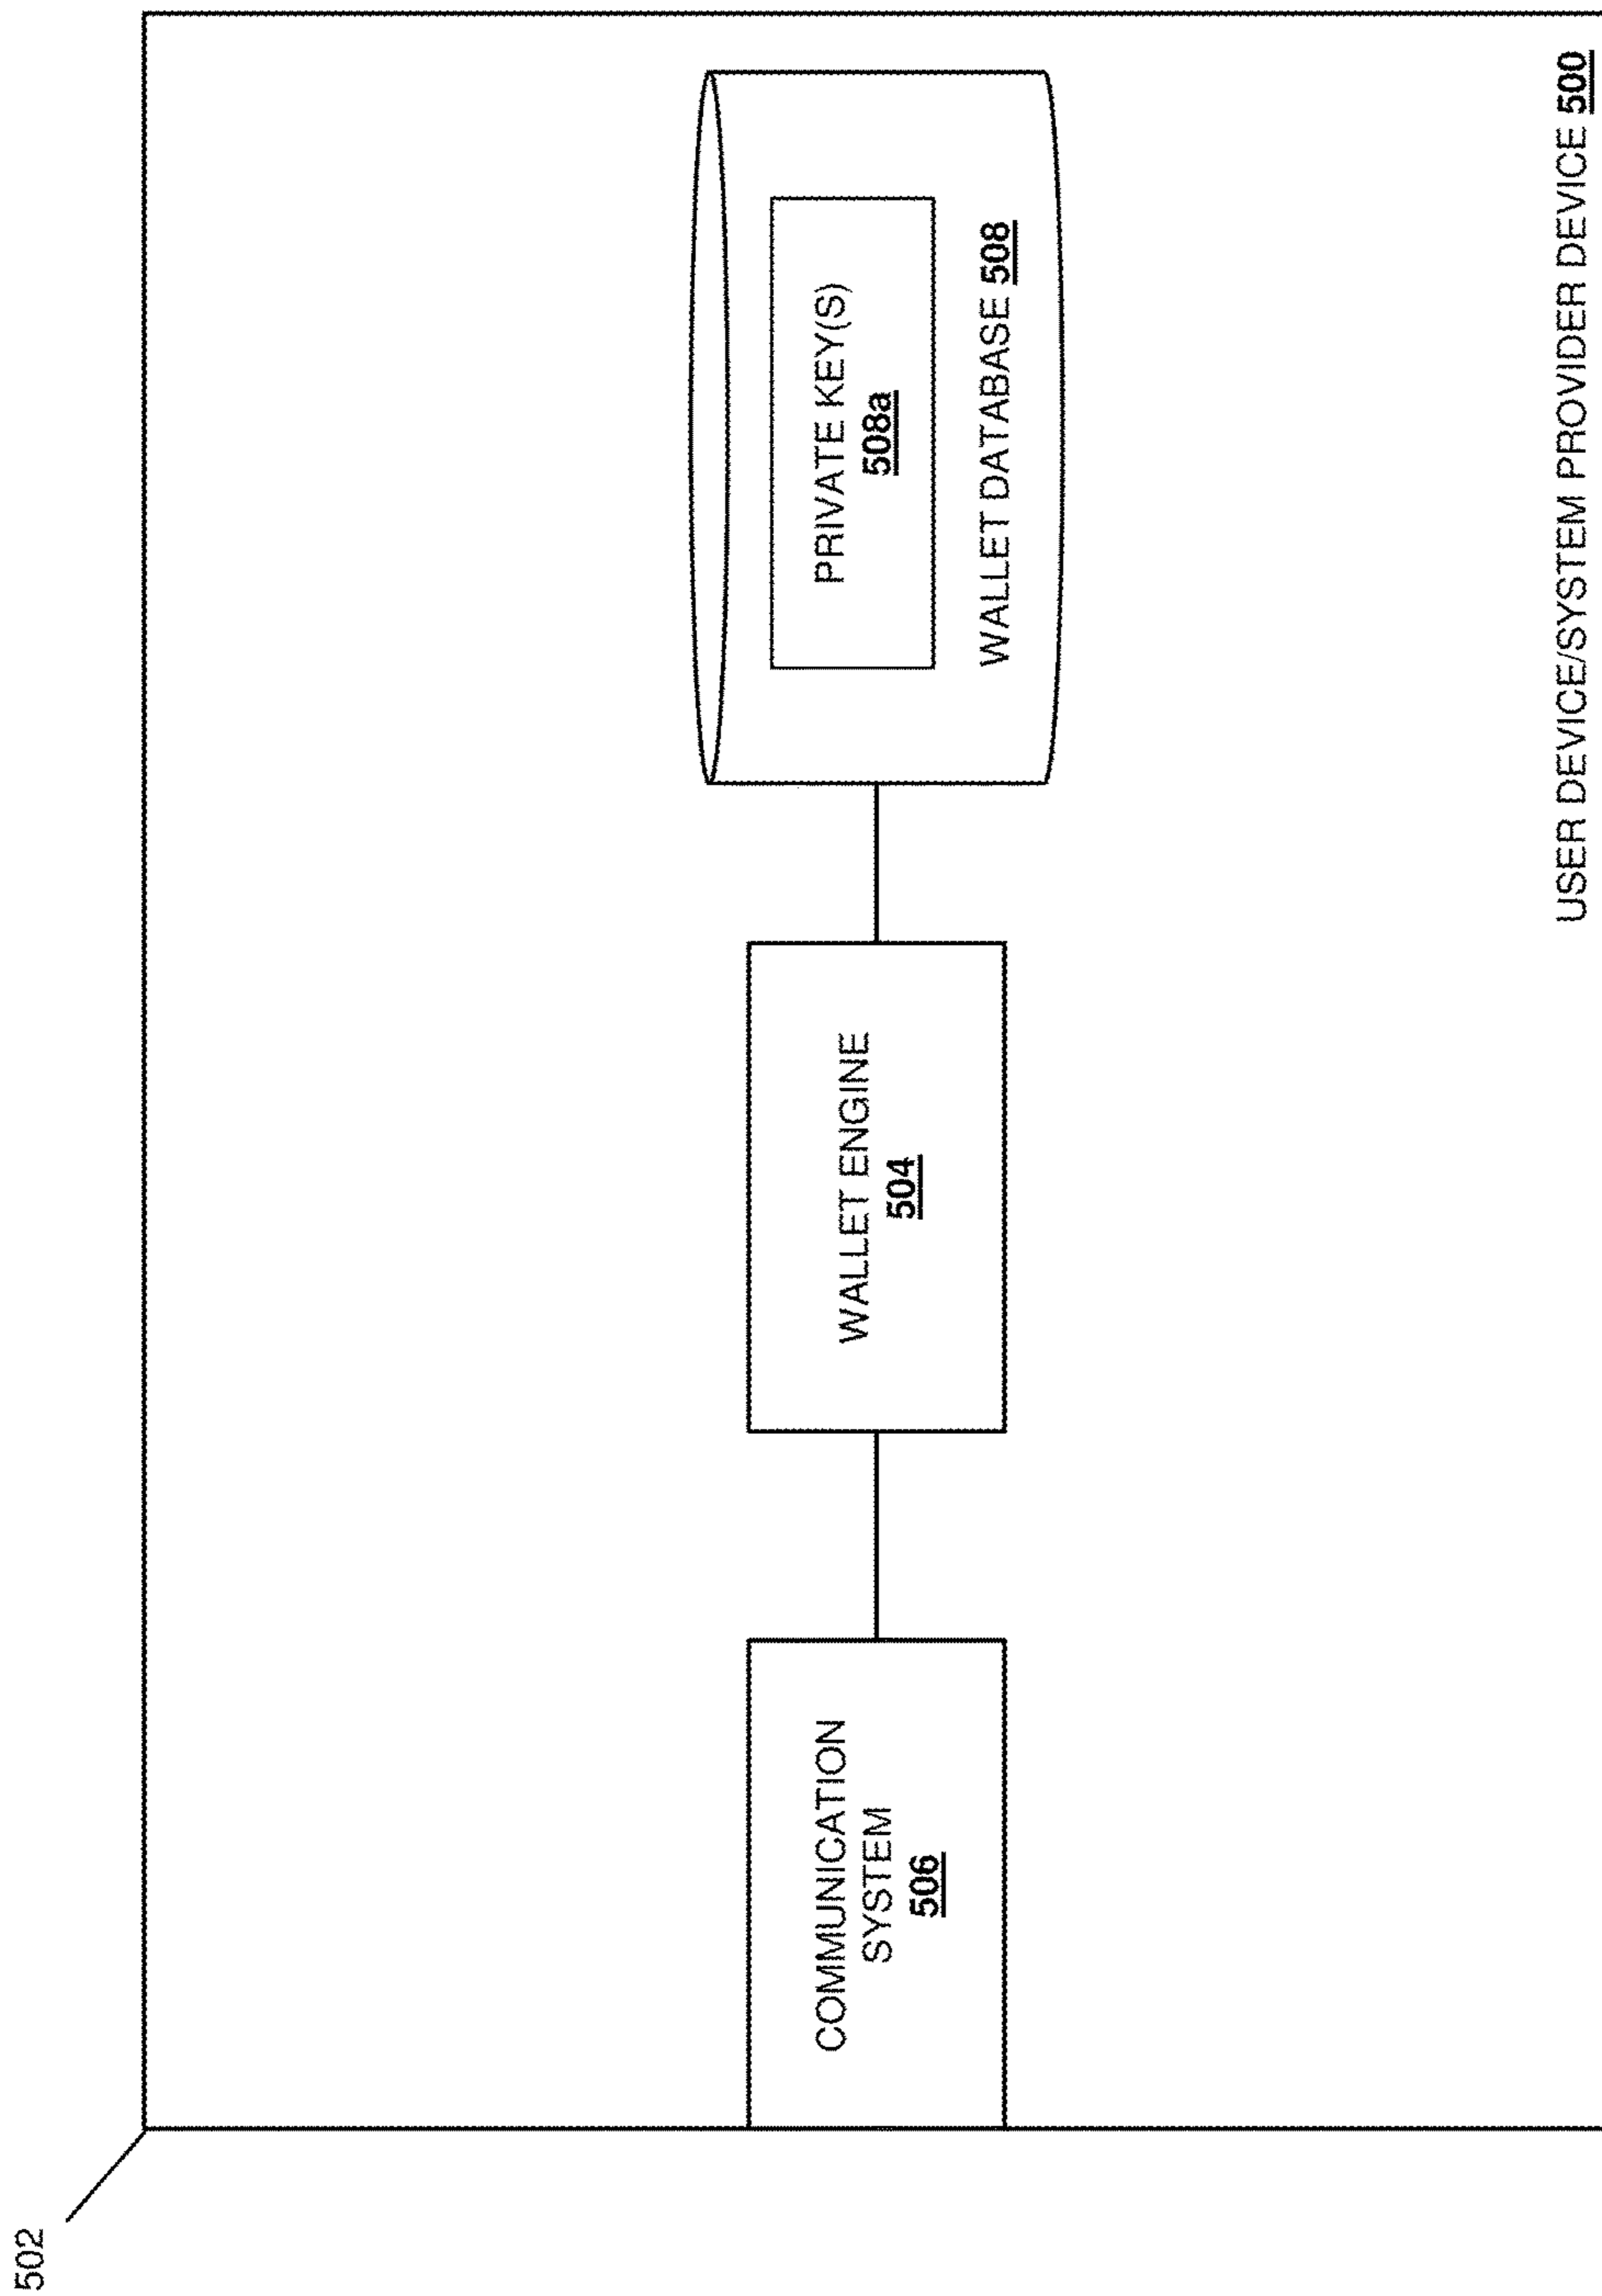 502
COMMUNICATION
SYSTEM
506
WALLET ENGINE
504
PRIVATE KEY(S)
508a
WALLET DATABASE 508
USER DEVICE/SYSTEM PROVIDER DEVICE 500